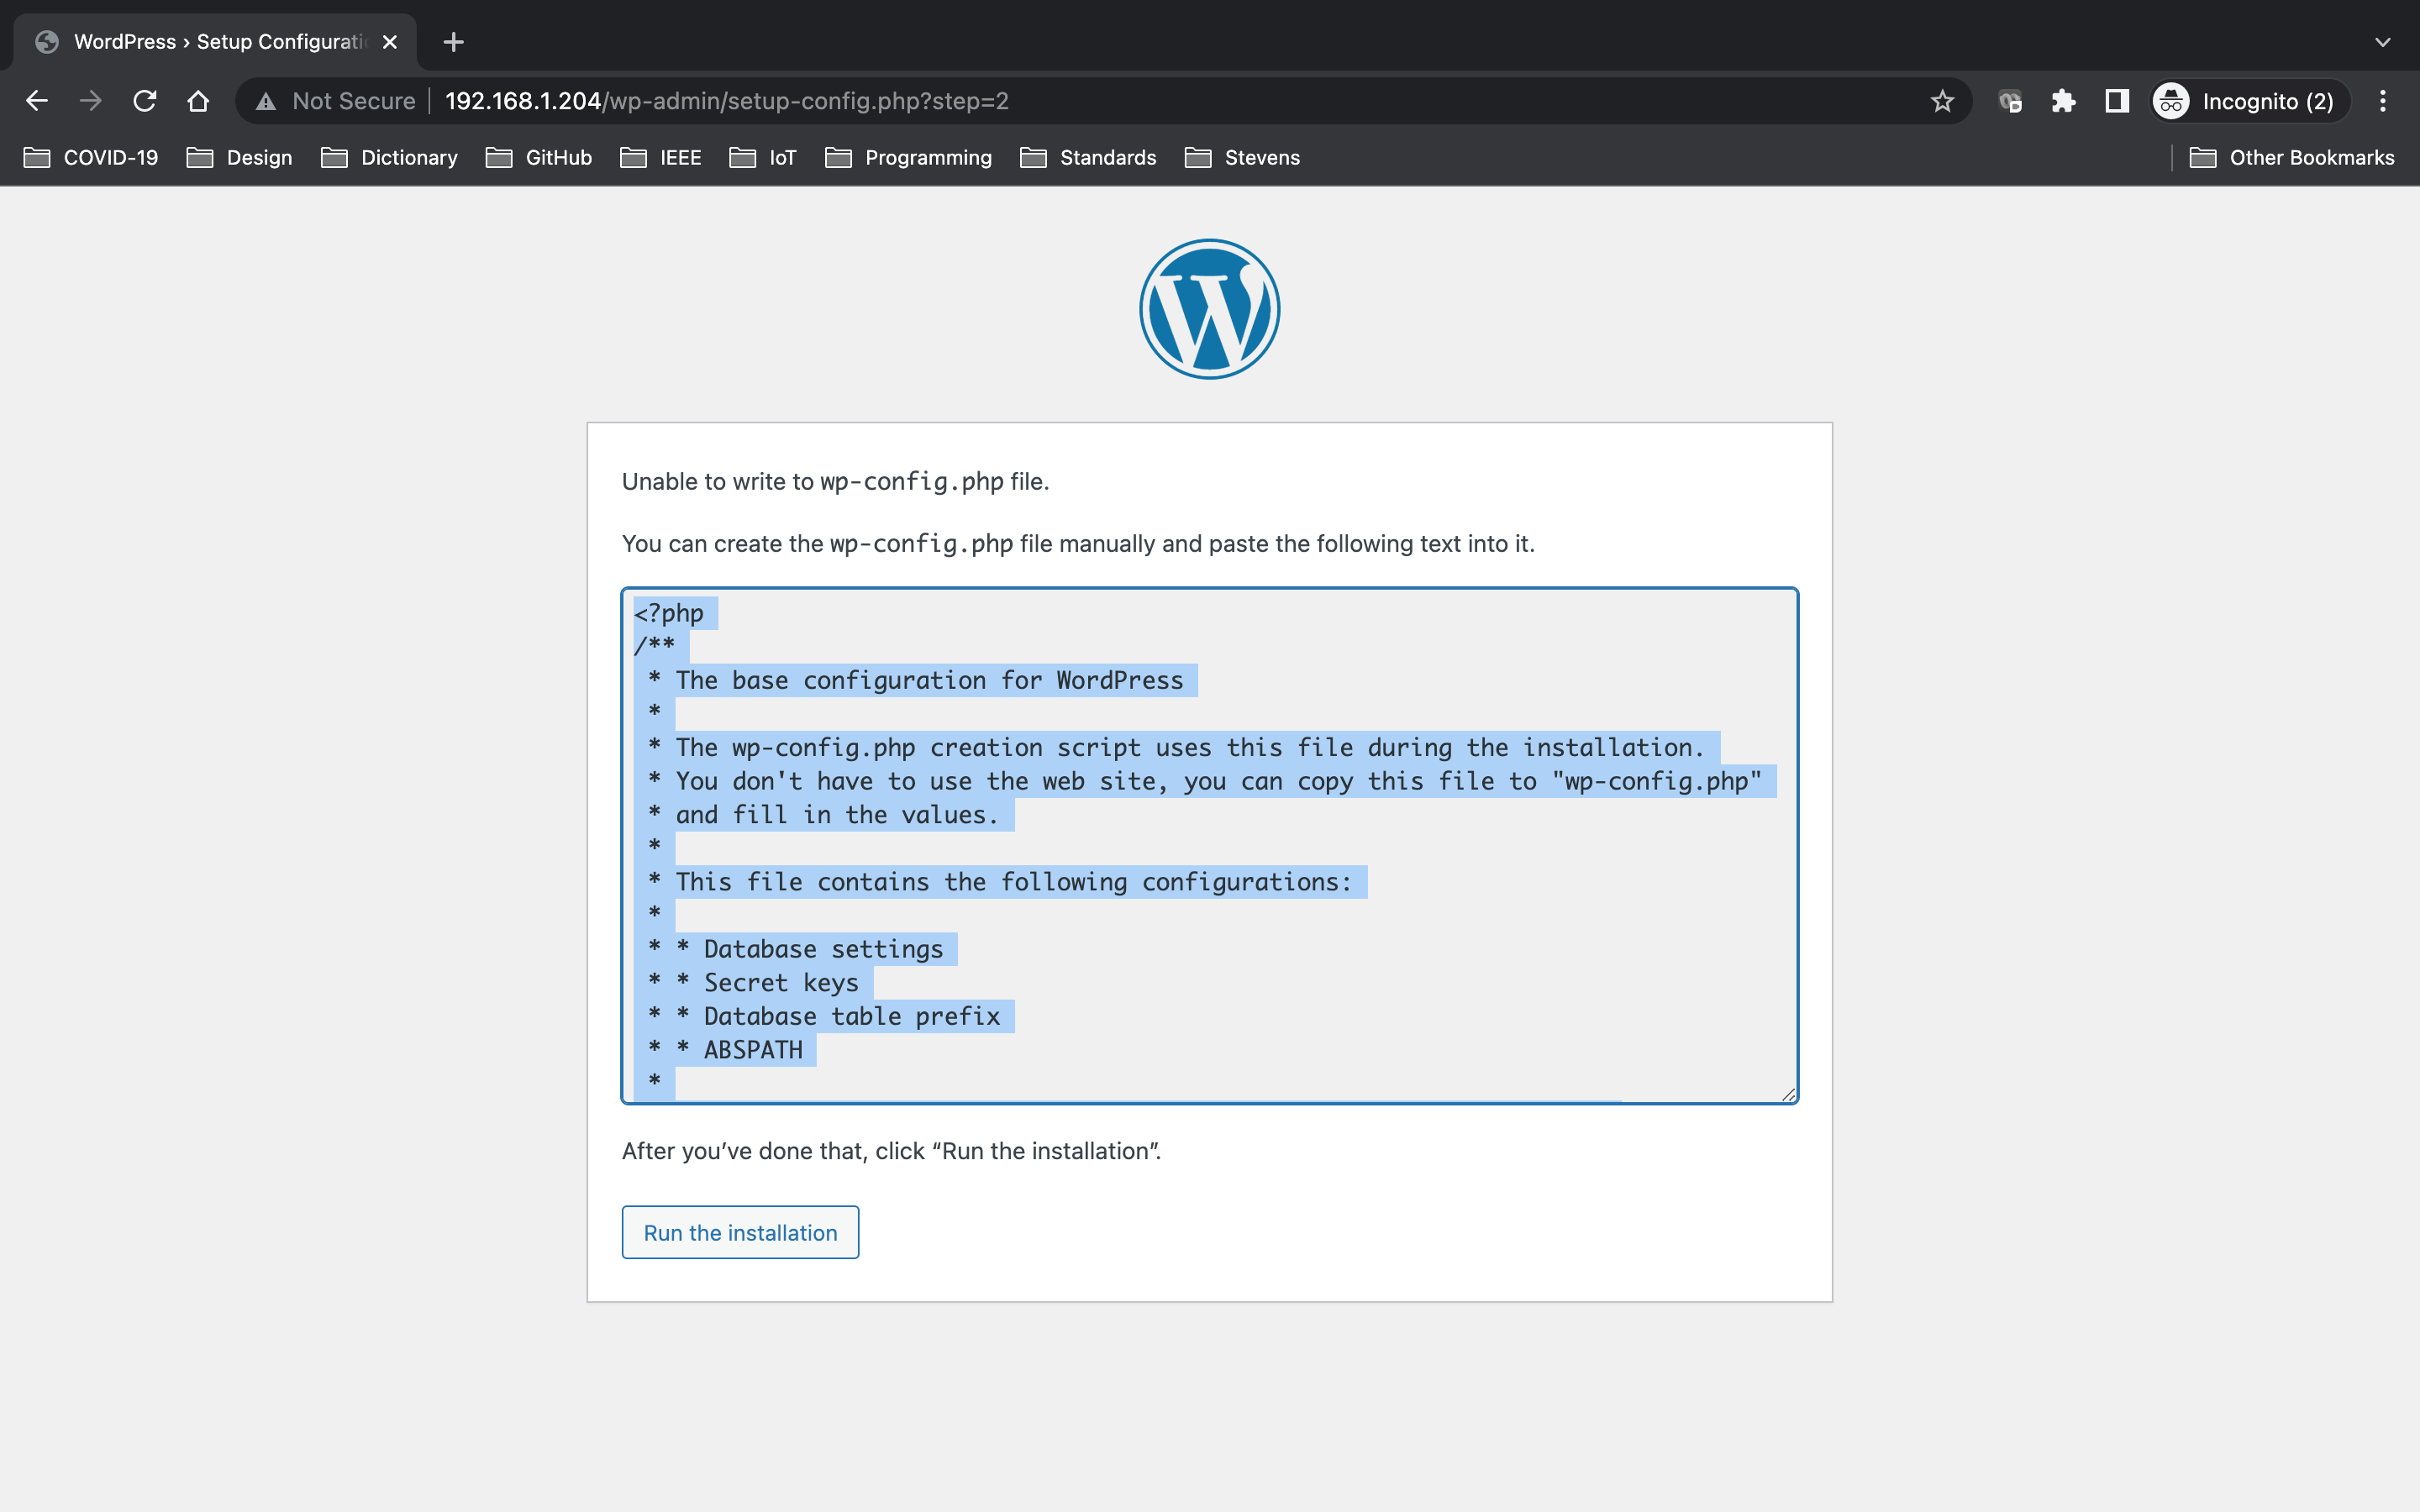 WordPress › Setup Configurati
Not Secure
192.168.1.204/wp-admin/setup-config.php?step=2
Incognito (2)
COVID-19
Design
Dictionary
GitHub
IEEE
IoT
Programming
Standards
Stevens
Other Bookmarks
Unable to write to wp-config.php file.
You can create the wp-config.php file manually and paste the following text into it.
<?php
/**
 * The base configuration for WordPress
 *
 * The wp-config.php creation script uses this file during the installation.
 * You don't have to use the web site, you can copy this file to "wp-config.php"
 * and fill in the values.
 *
 * This file contains the following configurations:
 *
 * * Database settings
 * * Secret keys
 * * Database table prefix
 * * ABSPATH
 *
After you’ve done that, click “Run the installation”.
Run the installation